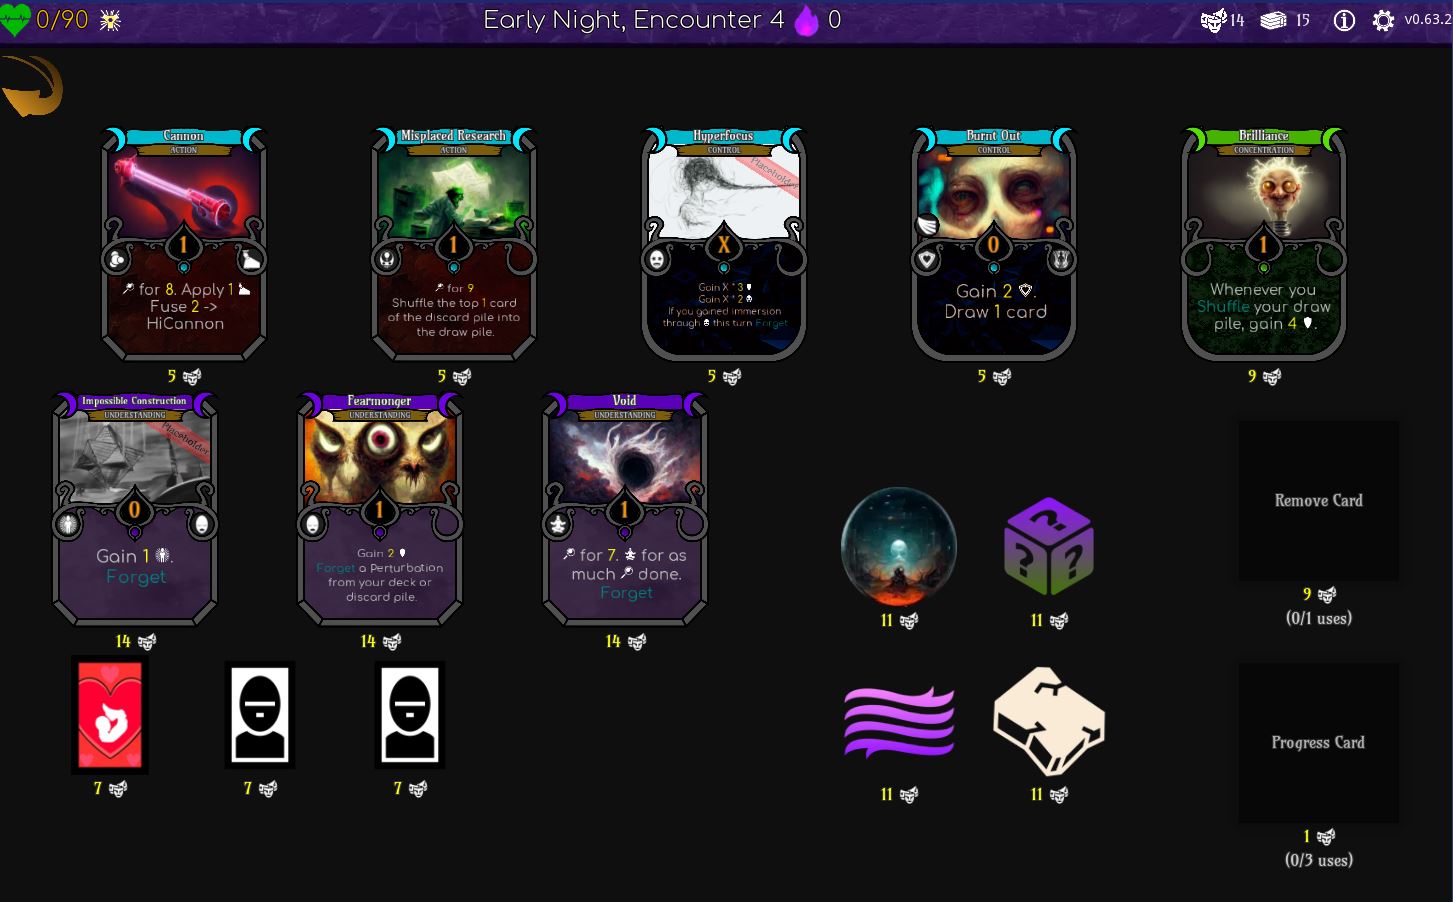 0/90
Early Night, Encounter 4
0
14
15
v0.63.2
Cannon
ACTION
1
for 8. Apply 1
Fuse 2 ->
HiCannon
5
Misplaced Research
ACTION
1
for 9
Shuffle the top 1 card
of the discard pile into
the draw pile.
5
Hyperfocus
CONTROL
Placeholder
X
Gain X * 3
Gain X * 2
If you gained immersion
through this turn Forget
5
Burnt Out
CONTROL
0
Gain 2 .
Draw 1 card
5
Brilliance
CONCENTRATION
1
Whenever you
Shuffle your draw
pile, gain 4 .
9
Impossible Construction
UNDERSTANDING
Placeholder
0
Gain 1 .
Forget
14
Fearmonger
UNDERSTANDING
1
Gain 2
Forget a Perturbation
from your deck or
discard pile.
14
Void
UNDERSTANDING
1
for 7. for as
much done.
Forget
14
11
? ? ?
11
Remove Card
9
(0/1 uses)
7
7
7
11
11
Progress Card
1
(0/3 uses)